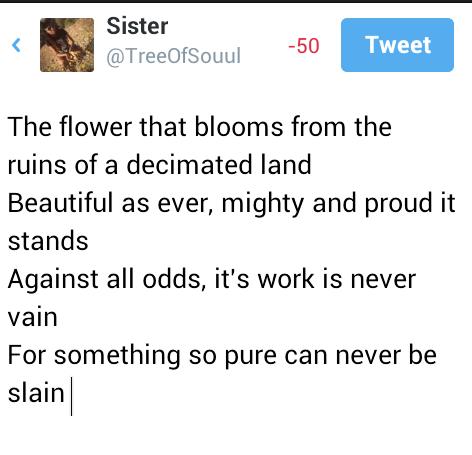 Sister
@TreeOfSouul
-50
Tweet
The flower that blooms from the
ruins of a decimated land
Beautiful as ever, mighty and proud it
stands
Against all odds, it's work is never
vain
For something so pure can never be
slain